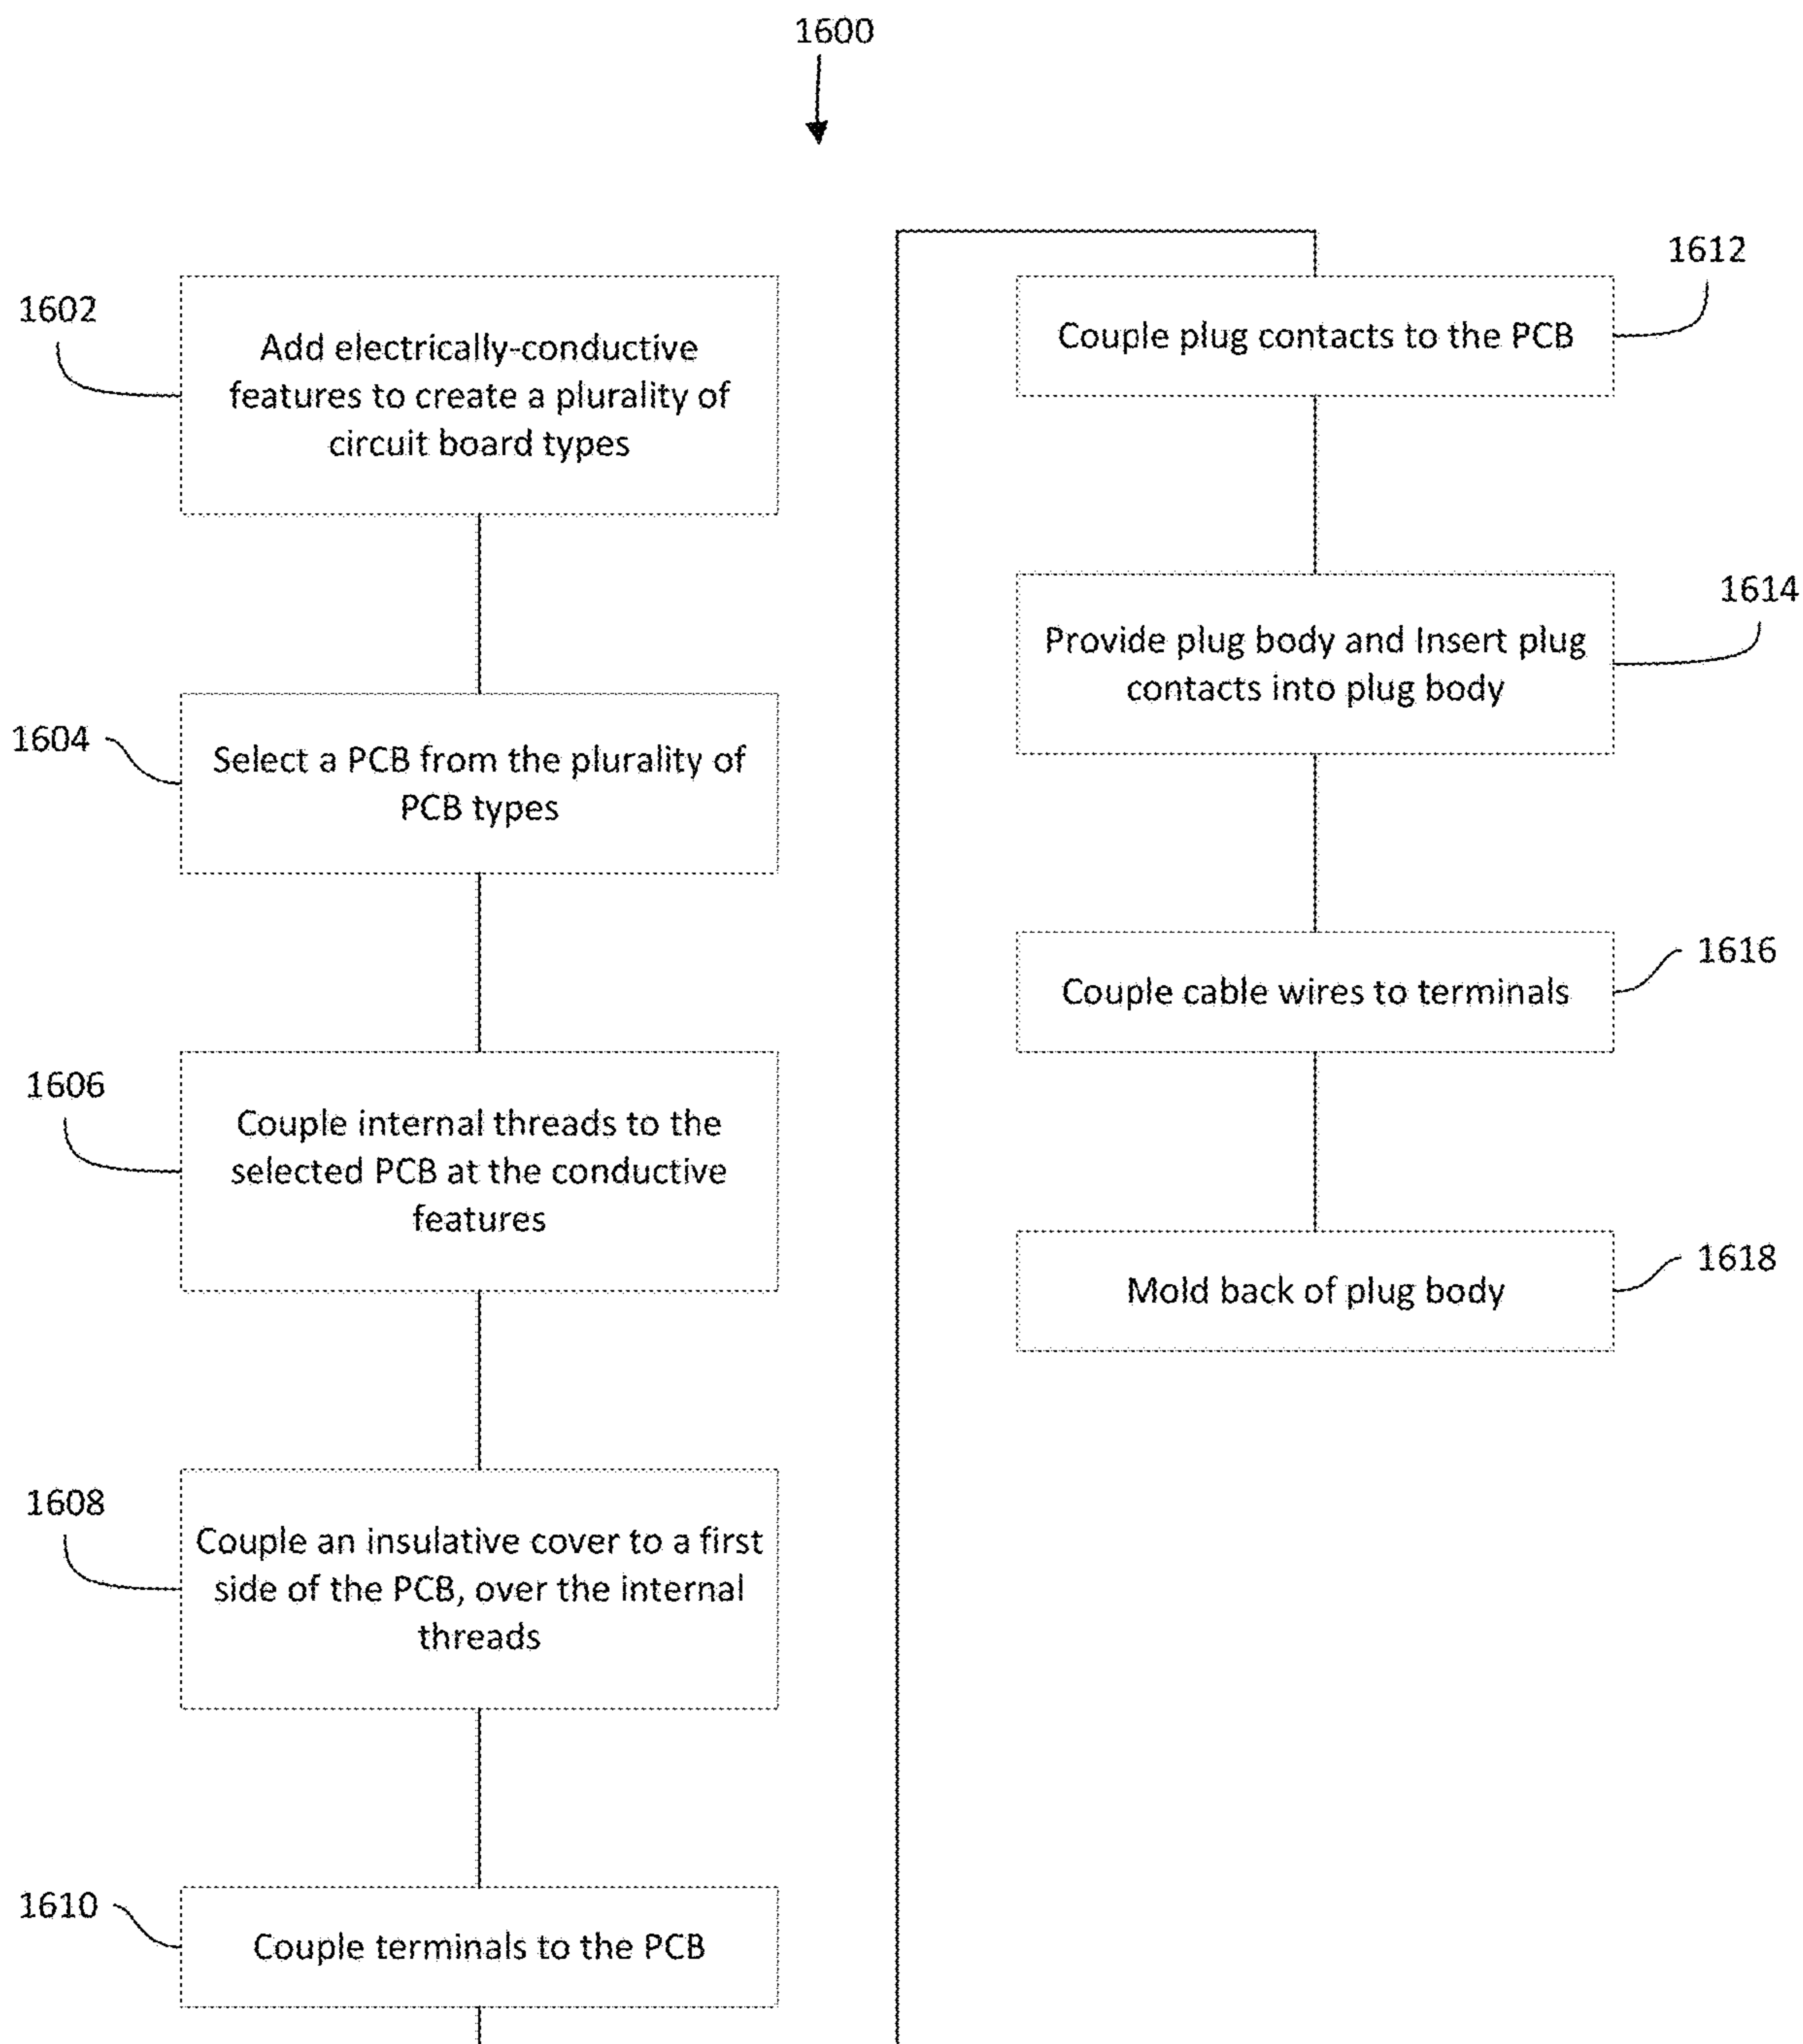 1600
1602
Add electrically-conductive
features to create a plurality of
circuit board types
1604
Select a PCB from the plurality of
PCB types
1606
Couple internal threads to the
selected PCB at the conductive
features
1608
Couple an insulative cover to a first
side of the PCB, over the internal
threads
1610
Couple terminals to the PCB
1612
Couple plug contacts to the PCB
1614
Provide plug body and Insert plug
contacts into plug body
1616
Couple cable wires to terminals
1618
Mold back of plug body